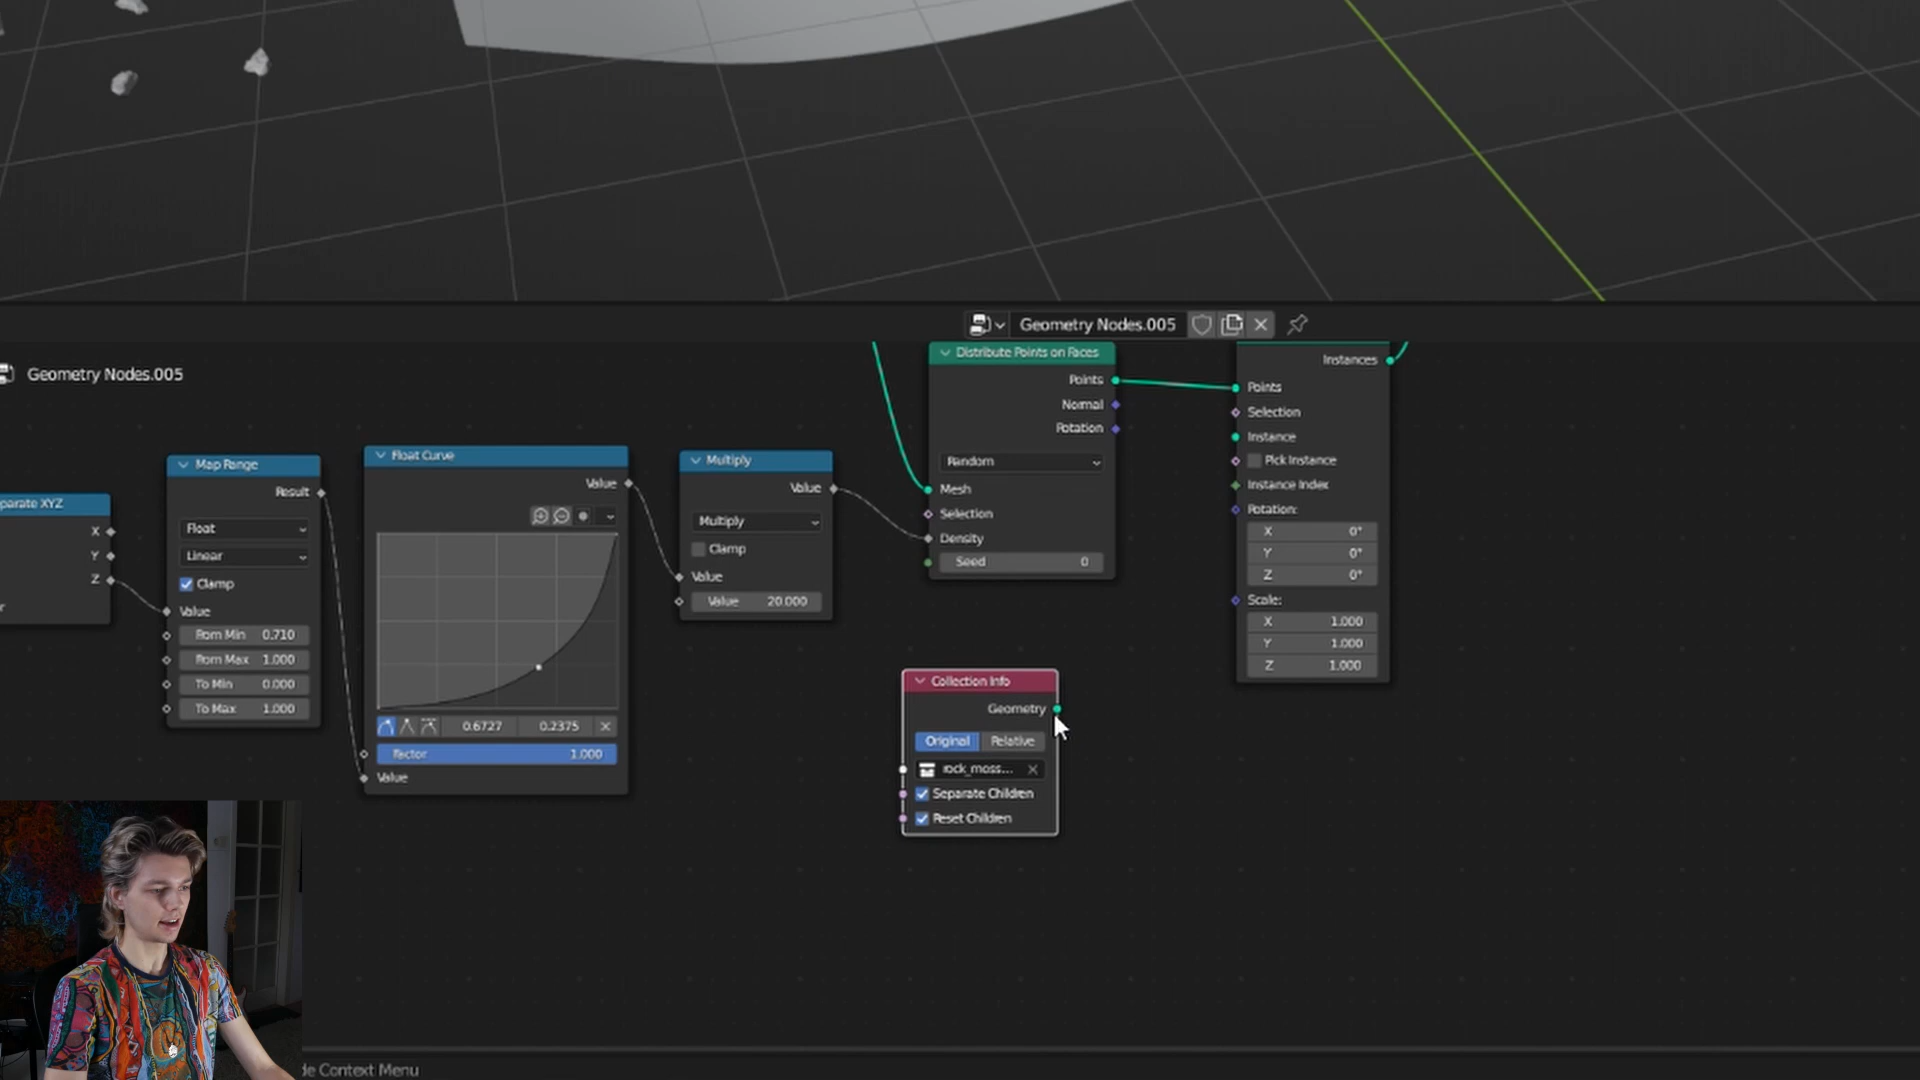 Geometry Nodes.005
Geometry Nodes.005
parate XYZ
X
Y
Z
r
Map Range
Result
Float
Linear
Clamp
Value
From Min 0.710
From Max 1.000
To Min 0.000
To Max 1.000
Float Curve
Value
0.6727 0.2375
Factor 1.000
Value
Multiply
Value
Multiply
Clamp
Value
Value 20.000
Distribute Points on Faces
Points
Normal
Rotation
Random
Mesh
Selection
Density
Seed 0
Collection Info
Geometry
Original Relative
rock_moss...
Separate Children
Reset Children
Instances
Points
Selection
Instance
Pick Instance
Instance Index
Rotation:
X 0°
Y 0°
Z 0°
Scale:
X 1.000
Y 1.000
Z 1.000
de Context Menu